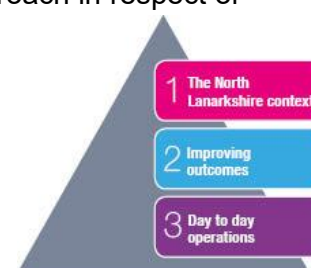 each in respect of
1 The North
Lanarkshire context
2 Improving
outcomes
3 Day to day
operations